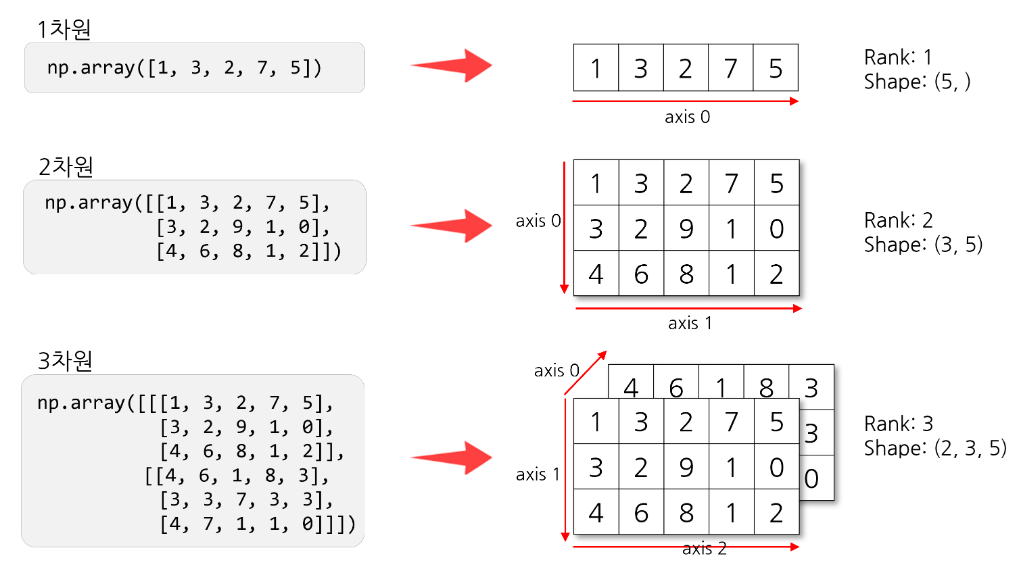 1차원
np.array([1, 3, 2, 7, 5])
1 3 2 7 5
axis 0
Rank: 1
Shape: (5, )
2차원
np.array([[1, 3, 2, 7, 5],
[3, 2, 9, 1, 0],
[4, 6, 8, 1, 2]])
axis 0
1 3 2 7 5
3 2 9 1 0
4 6 8 1 2
axis 1
Rank: 2
Shape: (3, 5)
3차원
np.array([[[1, 3, 2, 7, 5],
[3, 2, 9, 1, 0],
[4, 6, 8, 1, 2]],
[[4, 6, 1, 8, 3],
[3, 3, 7, 3, 3],
[4, 7, 1, 1, 0]]])
axis 0
4 6 1 8 3
3
0
axis 1
1 3 2 7 5
3 2 9 1 0
4 6 8 1 2
axis 2
Rank: 3
Shape: (2, 3, 5)